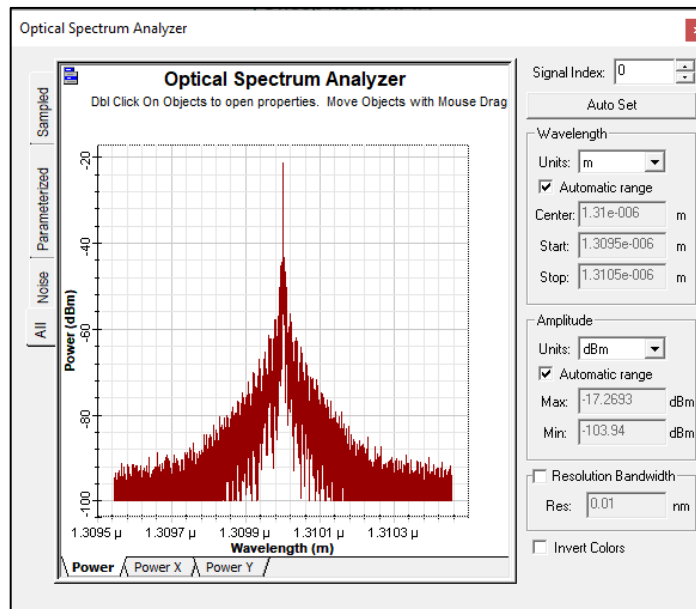 Optical Spectrum Analyzer
Sampled
Parameterized
Noise
All
Optical Spectrum Analyzer
Dbl Click On Objects to open properties. Move Objects with Mouse Drag
Power (dBm)
-20
-40
-60
-80
-100
1.3095 µ 1.3097 µ 1.3099 µ 1.3101 µ 1.3103 µ
Wavelength (m)
Power Power X Power Y
Signal Index: 0
Auto Set
Wavelength
Units: m
Automatic range
Center: 1.31e-006 m
Start: 1.3095e-006 m
Stop: 1.3105e-006 m
Amplitude
Units: dBm
Automatic range
Max: -17.2693 dBm
Min: -103.94 dBm
Resolution Bandwidth
Res: 0.01 nm
Invert Colors